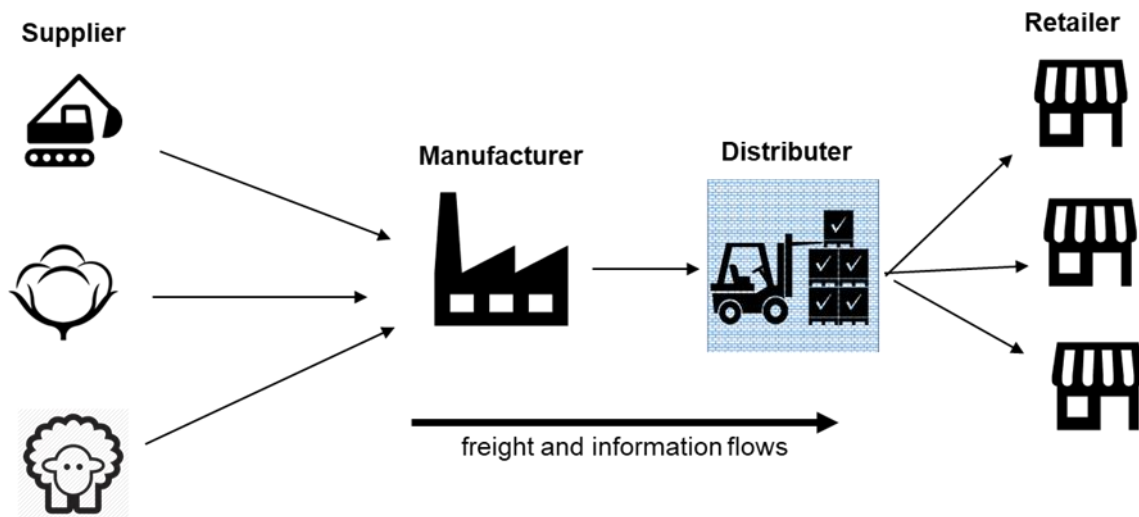 Supplier
Retailer
Manufacturer
Distributer
freight and information flows